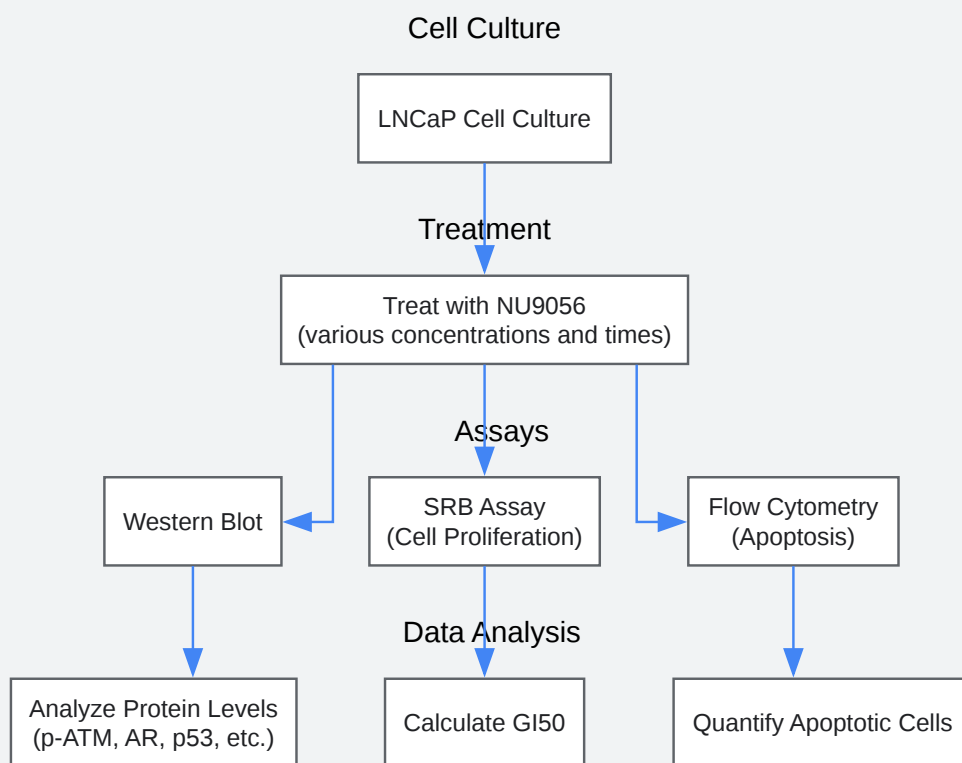 Cell Culture
LNCaP Cell Culture
Treatment
Treat with NU9056
(various concentrations and times)
Assays
Western Blot
SRB Assay
(Cell Proliferation)
Flow Cytometry
(Apoptosis)
Data Analysis
Analyze Protein Levels
(p-ATM, AR, p53, etc.)
Calculate GI50
Quantify Apoptotic Cells